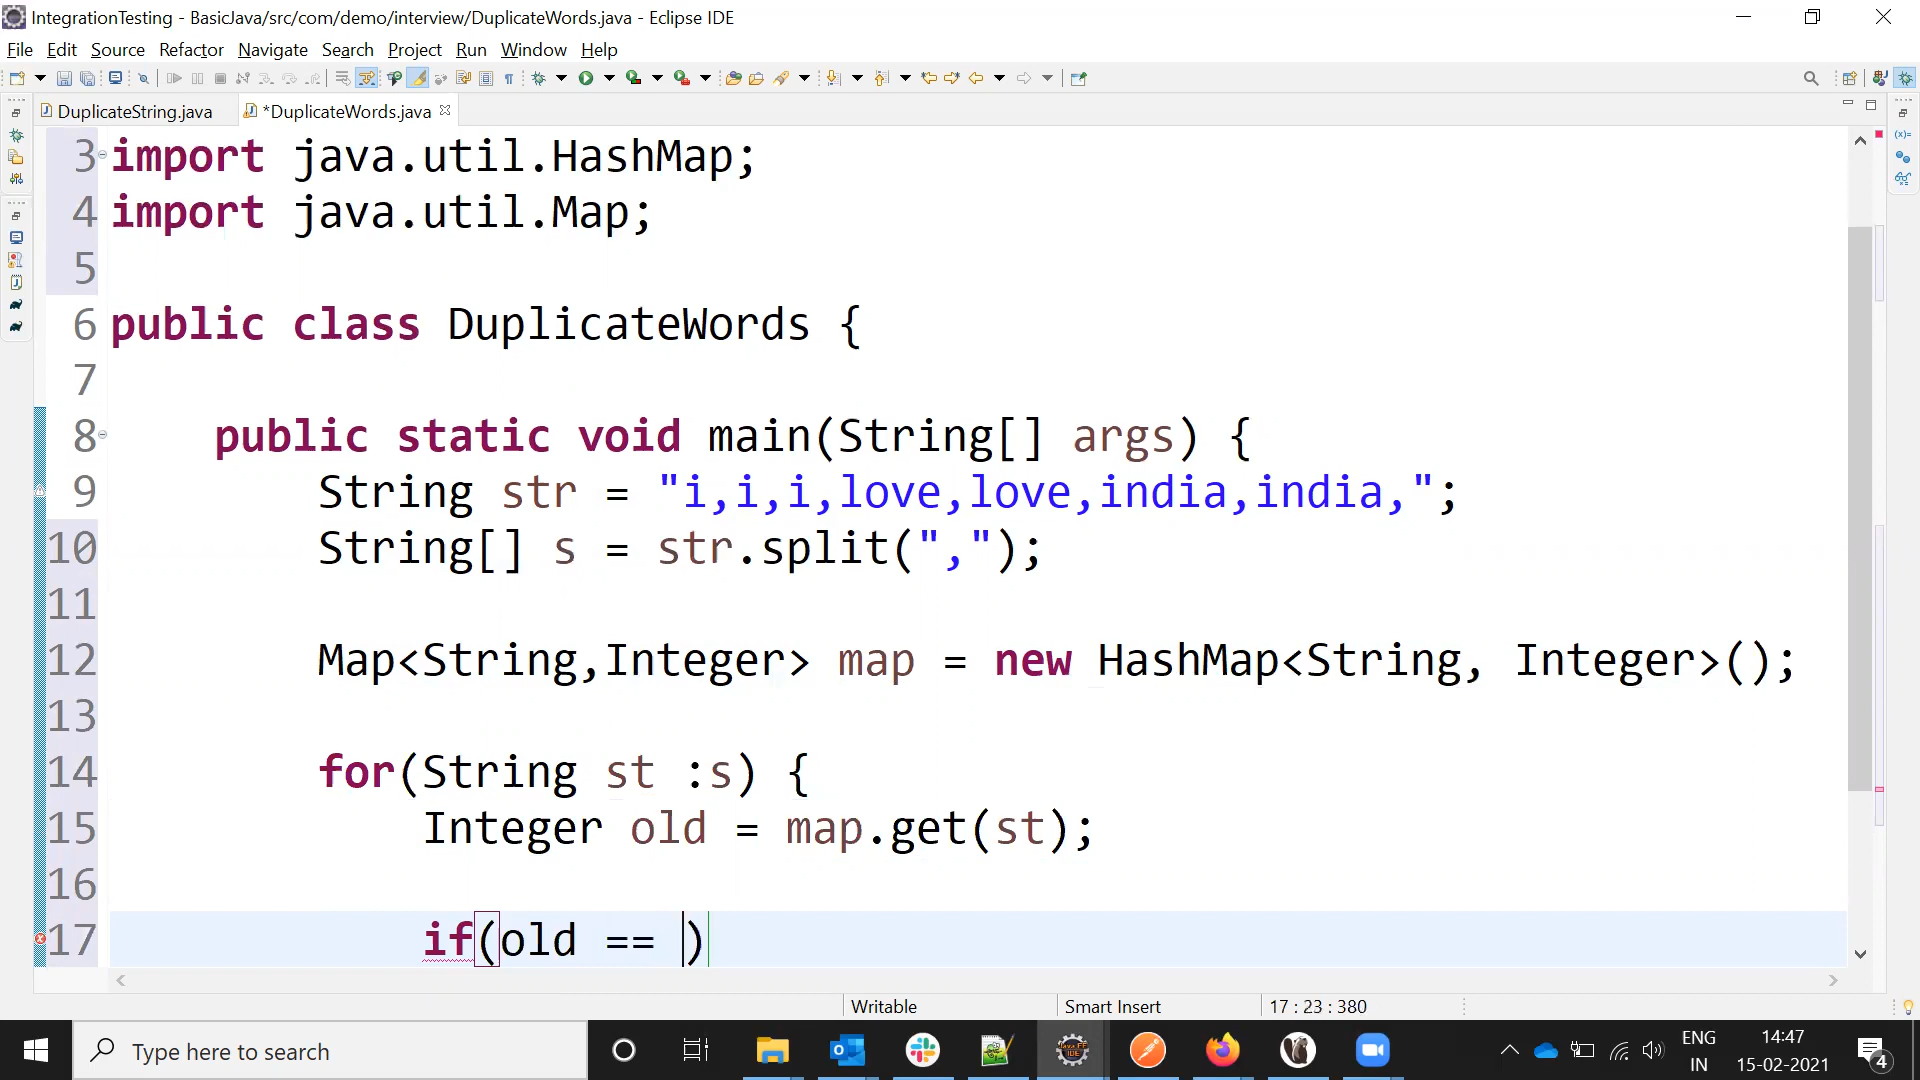 IntegrationTesting - BasicJava/src/com/demo/interview/DuplicateWords.java - Eclipse IDE
File Edit Source Refactor Navigate Search Project Run Window Help
DuplicateString.java *DuplicateWords.java
3 import java.util.HashMap;
4 import java.util.Map;
5
6 public class DuplicateWords {
7
8 public static void main(String[] args) {
9 String str = "i,i,i,love,love,india,india,";
10 String[] s = str.split(",");
11
12 Map<String,Integer> map = new HashMap<String, Integer>();
13
14 for(String st :s) {
15 Integer old = map.get(st);
16
17 if(old == )
Writable Smart Insert 17 : 23 : 380
Type here to search
ENG
IN
14:47
15-02-2021
4